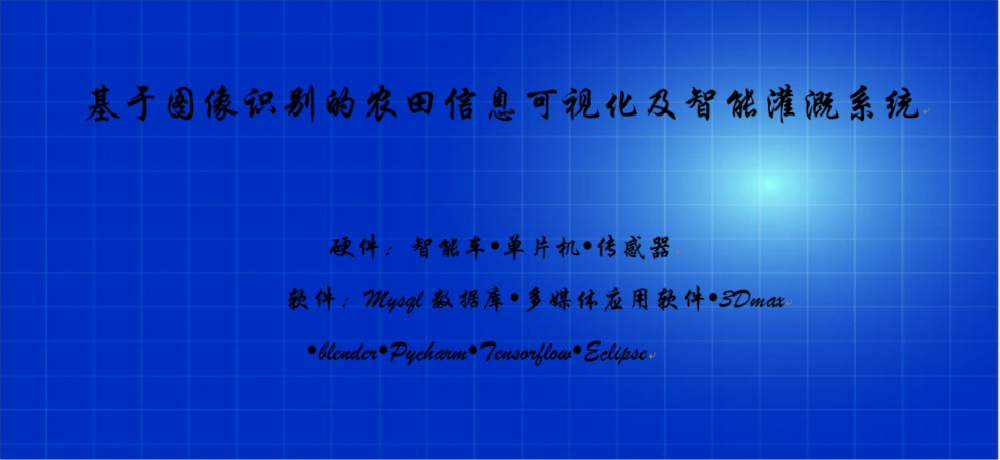 基于图像识别的农田信息可视化及智能灌溉系统
硬件：智能车•单片机•传感器
软件：Mysql 数据库•多媒体应用软件•3Dmax
•blender•Pycharm•Tensorflow•Eclipse